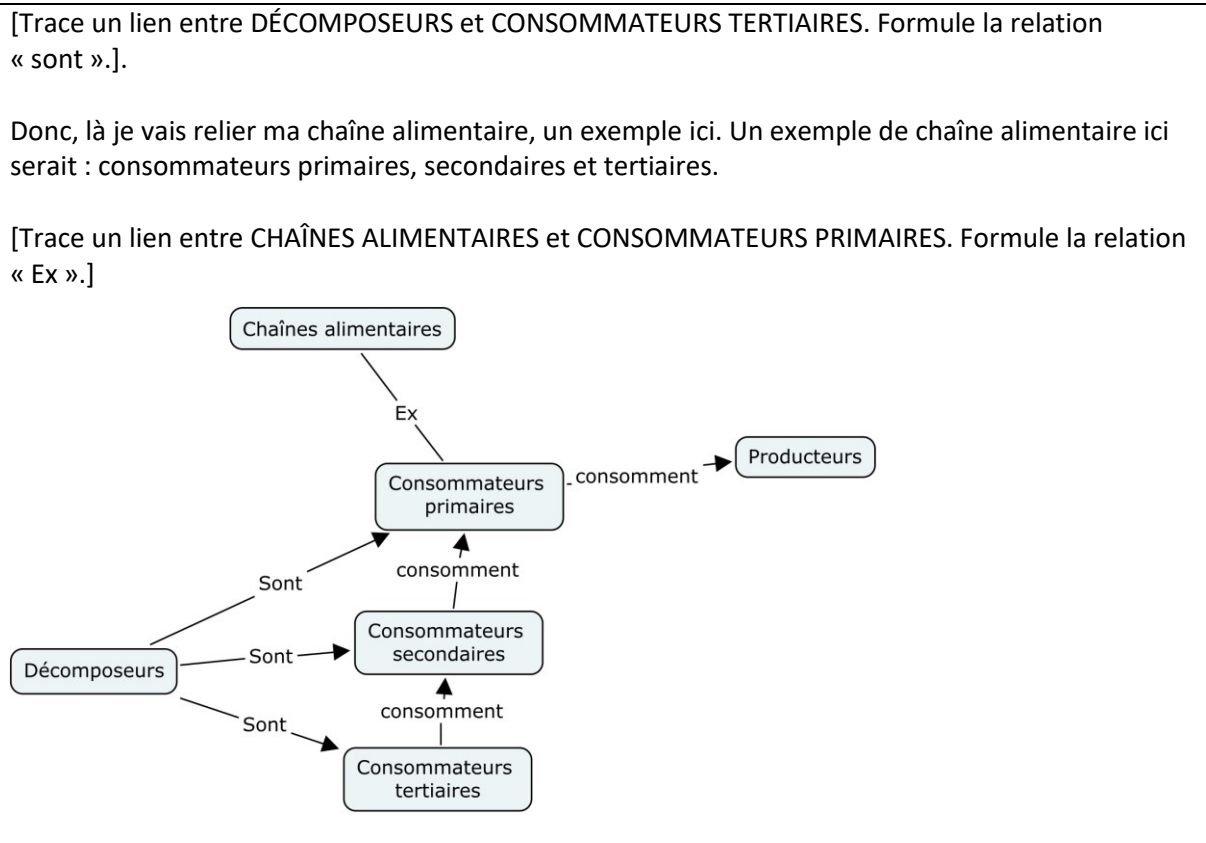 [Trace un lien entre DÉCOMPOSEURS et CONSOMMATEURS TERTIAIRES. Formule la relation
« sont ».].
Donc, là je vais relier ma chaîne alimentaire, un exemple ici. Un exemple de chaîne alimentaire ici
serait : consommateurs primaires, secondaires et tertiaires.
[Trace un lien entre CHAÎNES ALIMENTAIRES et CONSOMMATEURS PRIMAIRES. Formule la relation
« Ex ».]
Chaînes alimentaires
Ex
Producteurs
consomment
Consommateurs
primaires
consomment
Sont
Consommateurs
secondaires
Sont
Décomposeurs
consomment
Sont
Consommateurs
tertiaires